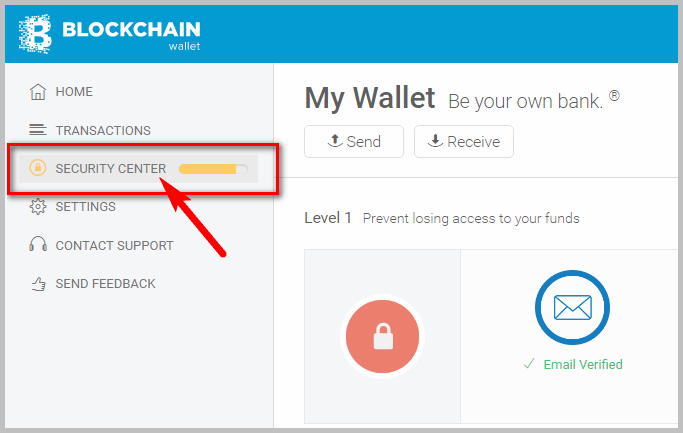 BLOCKCHAIN
wallet
HOME
TRANSACTIONS
SECURITY CENTER
SETTINGS
CONTACT SUPPORT
SEND FEEDBACK
My Wallet Be your own bank. ®
Send Receive
Level 1 Prevent losing access to your funds
Email Verified